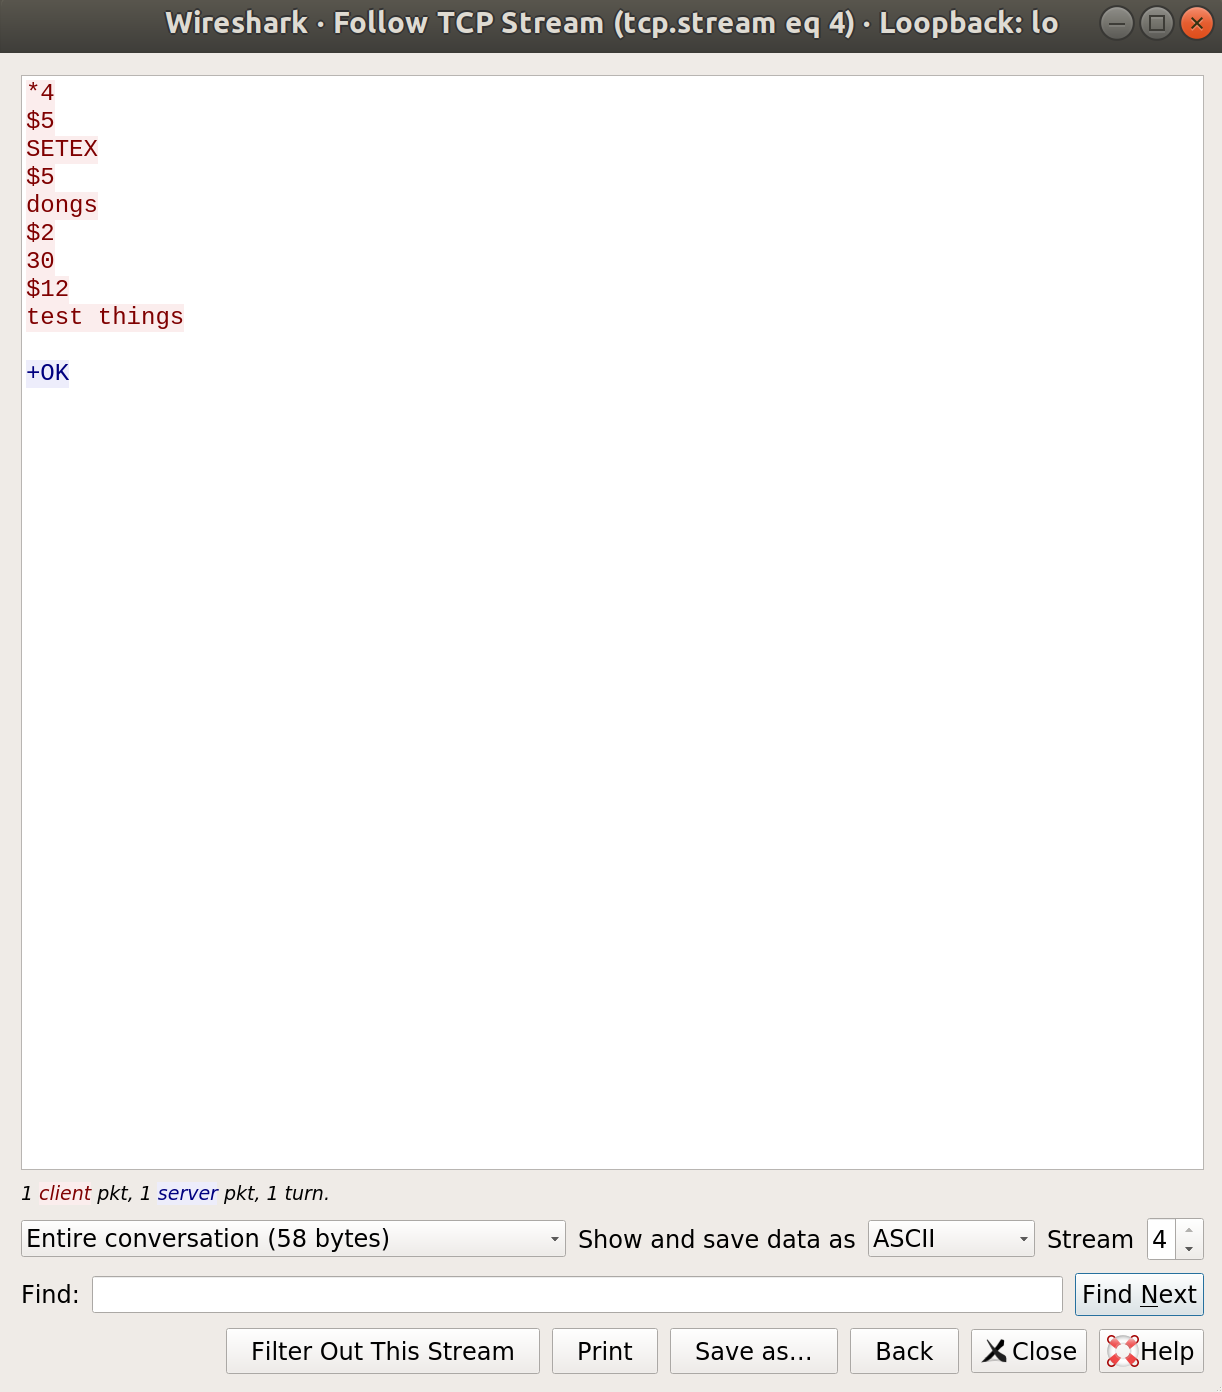 Wireshark · Follow TCP Stream (tcp.stream eq 4) · Loopback: lo
*4
$5
SETEX
$5
dongs
$2
30
$12
test things
+OK
1 client pkt, 1 server pkt, 1 turn.
Entire conversation (58 bytes) Show and save data as ASCII Stream 4
Find: Find Next
Filter Out This Stream Print Save as... Back Close Help